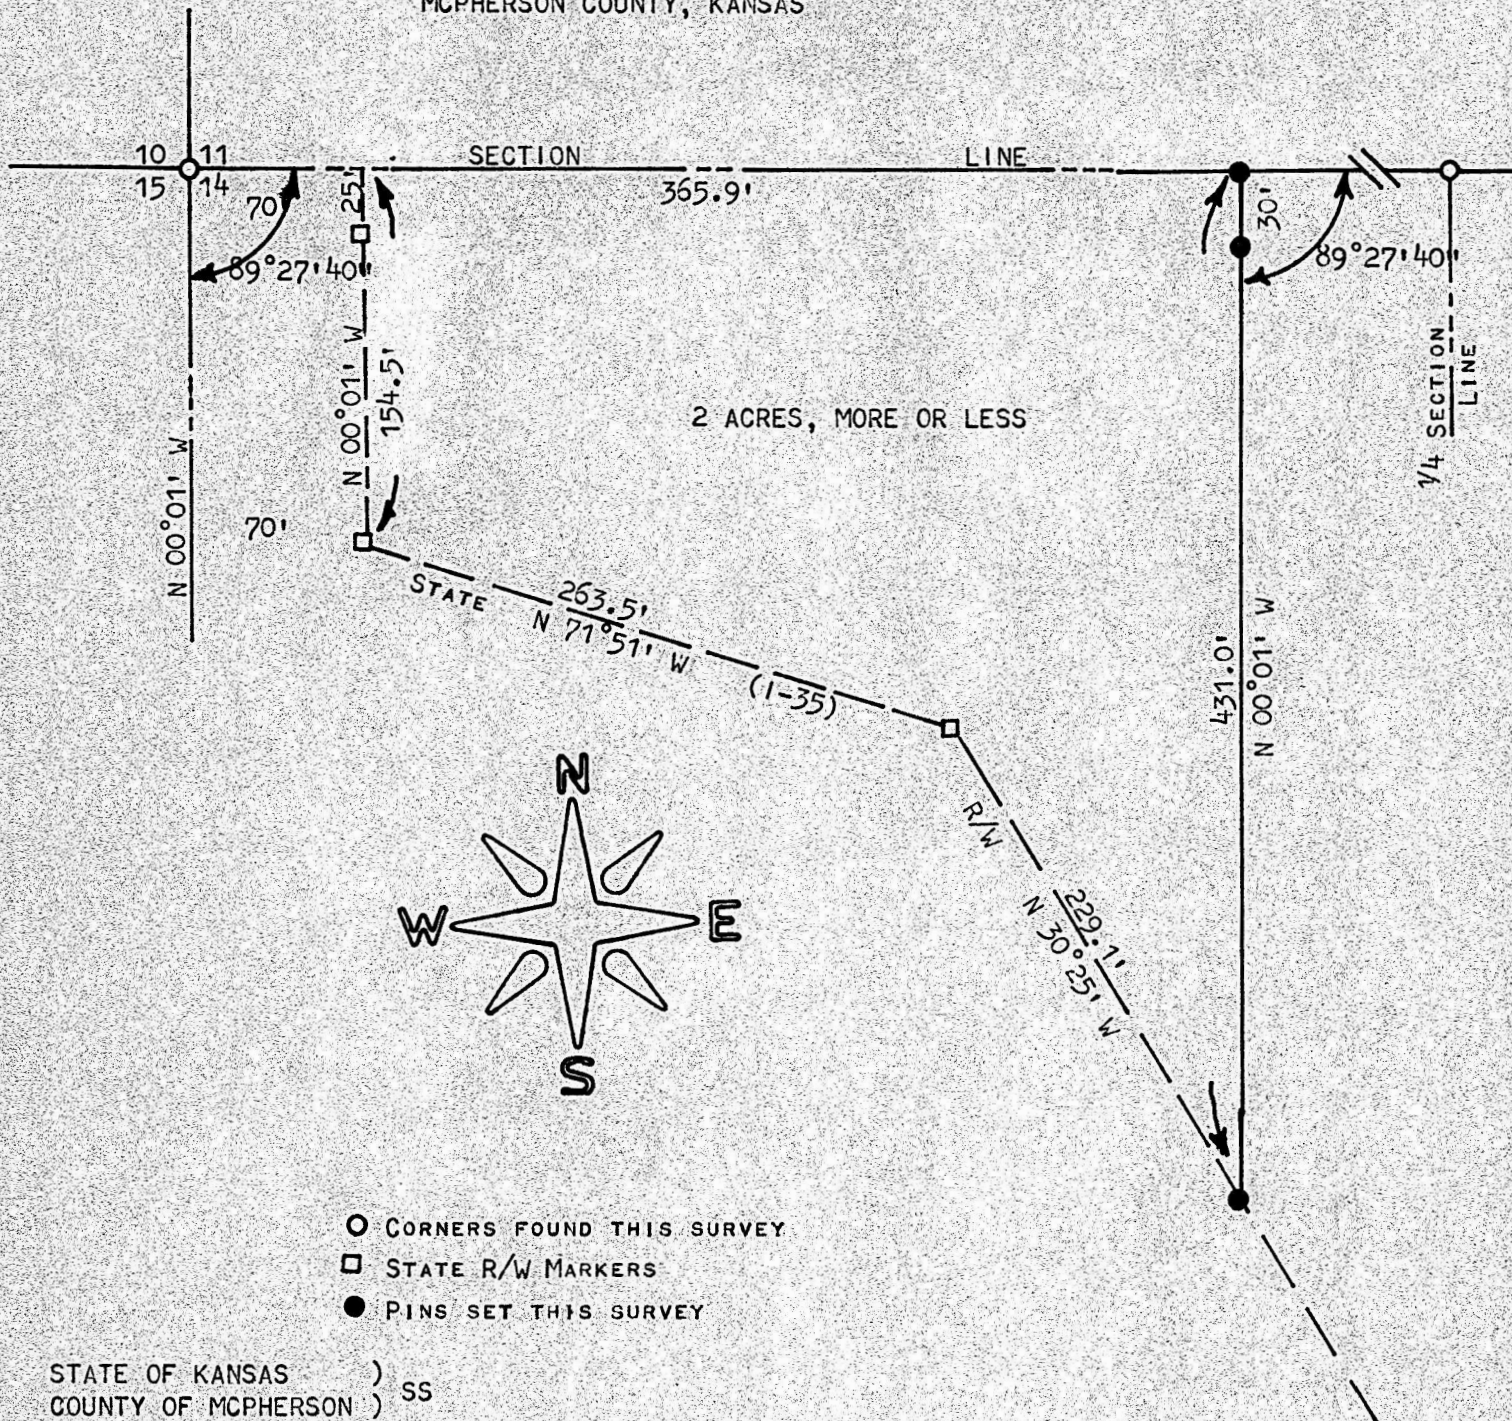 MCPHERSON COUNTY, KANSAS
10 11
15 14
SECTION LINE
70'
25'
365.9'
30'
89°27'40"
89°27'40"
N 00°01' W
154.5'
2 ACRES, MORE OR LESS
1/4 SECTION
LINE
N 00°01' W
70'
STATE
263.5'
N 71°51' W
(I-35)
431.0'
N 00°01' W
R/W
229.1'
N 30°25' W
N
W E
S
CORNERS FOUND THIS SURVEY
STATE R/W MARKERS
PINS SET THIS SURVEY
STATE OF KANSAS )
COUNTY OF MCPHERSON ) SS